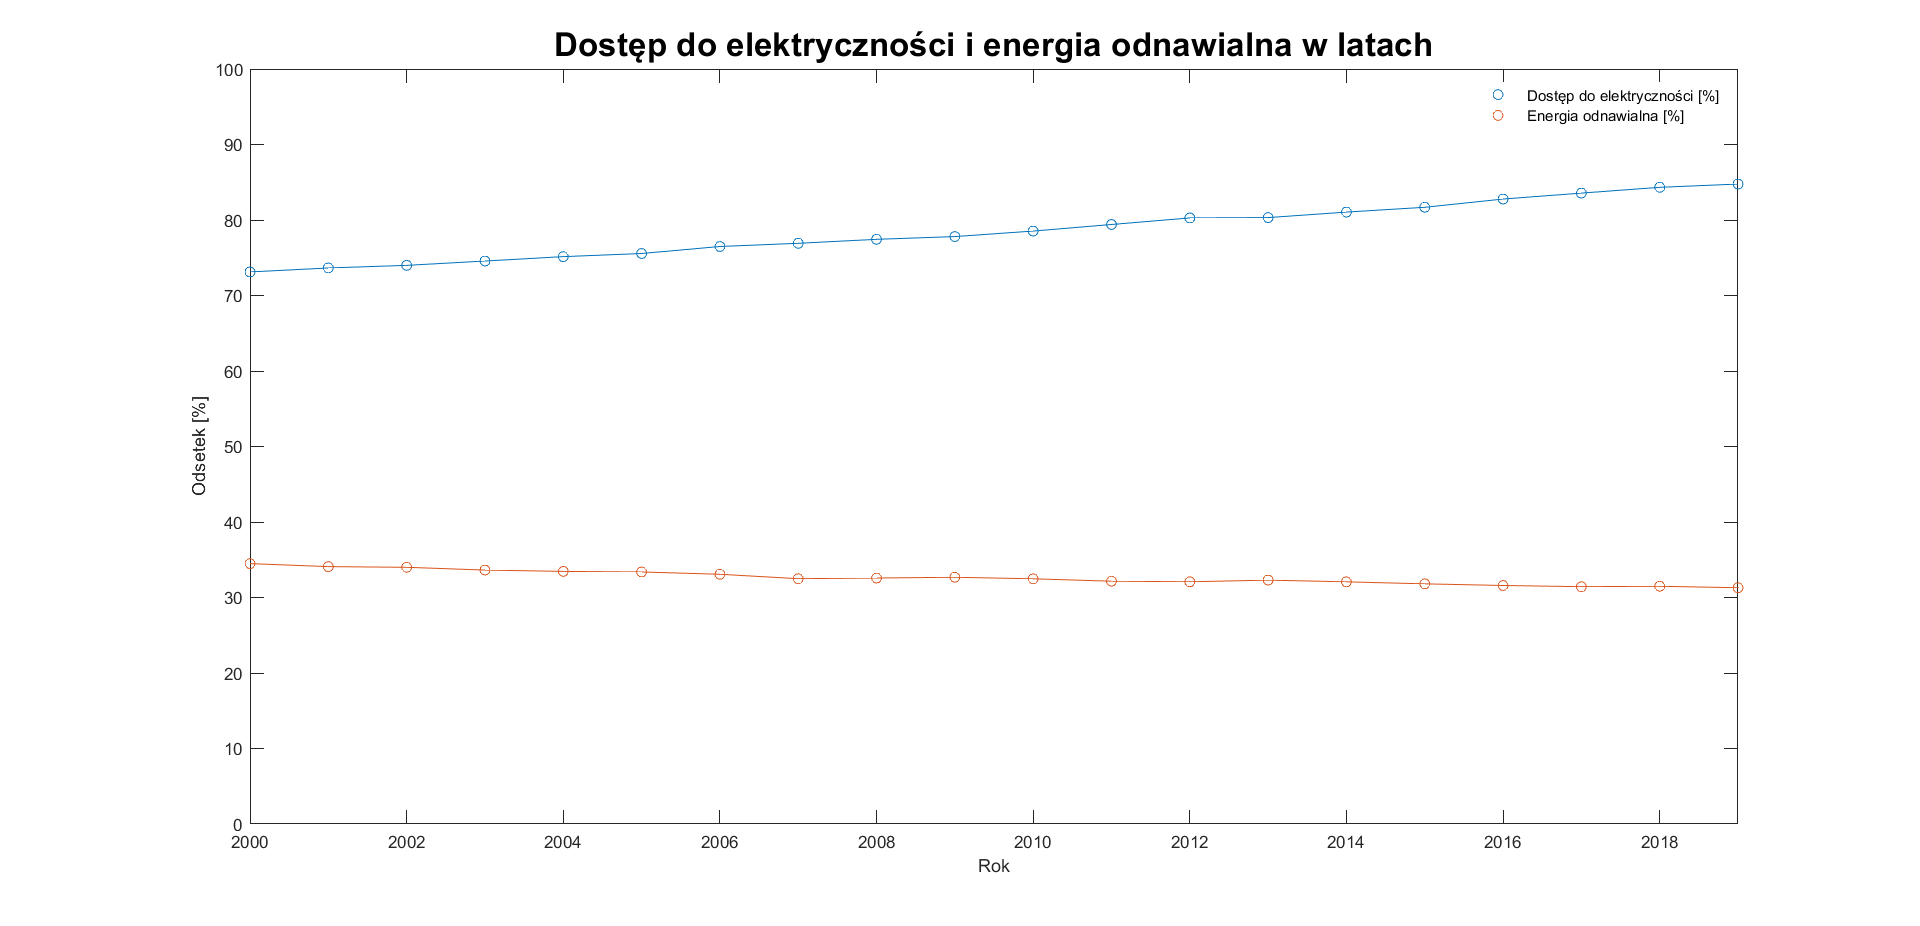 Dostęp do elektryczności i energia odnawialna w latach
Dostęp do elektryczności [%]
Energia odnawialna [%]
100
90
80
70
60
50
40
30
20
10
0
Odsetek [%]
2000 2002 2004 2006 2008 2010 2012 2014 2016 2018
Rok